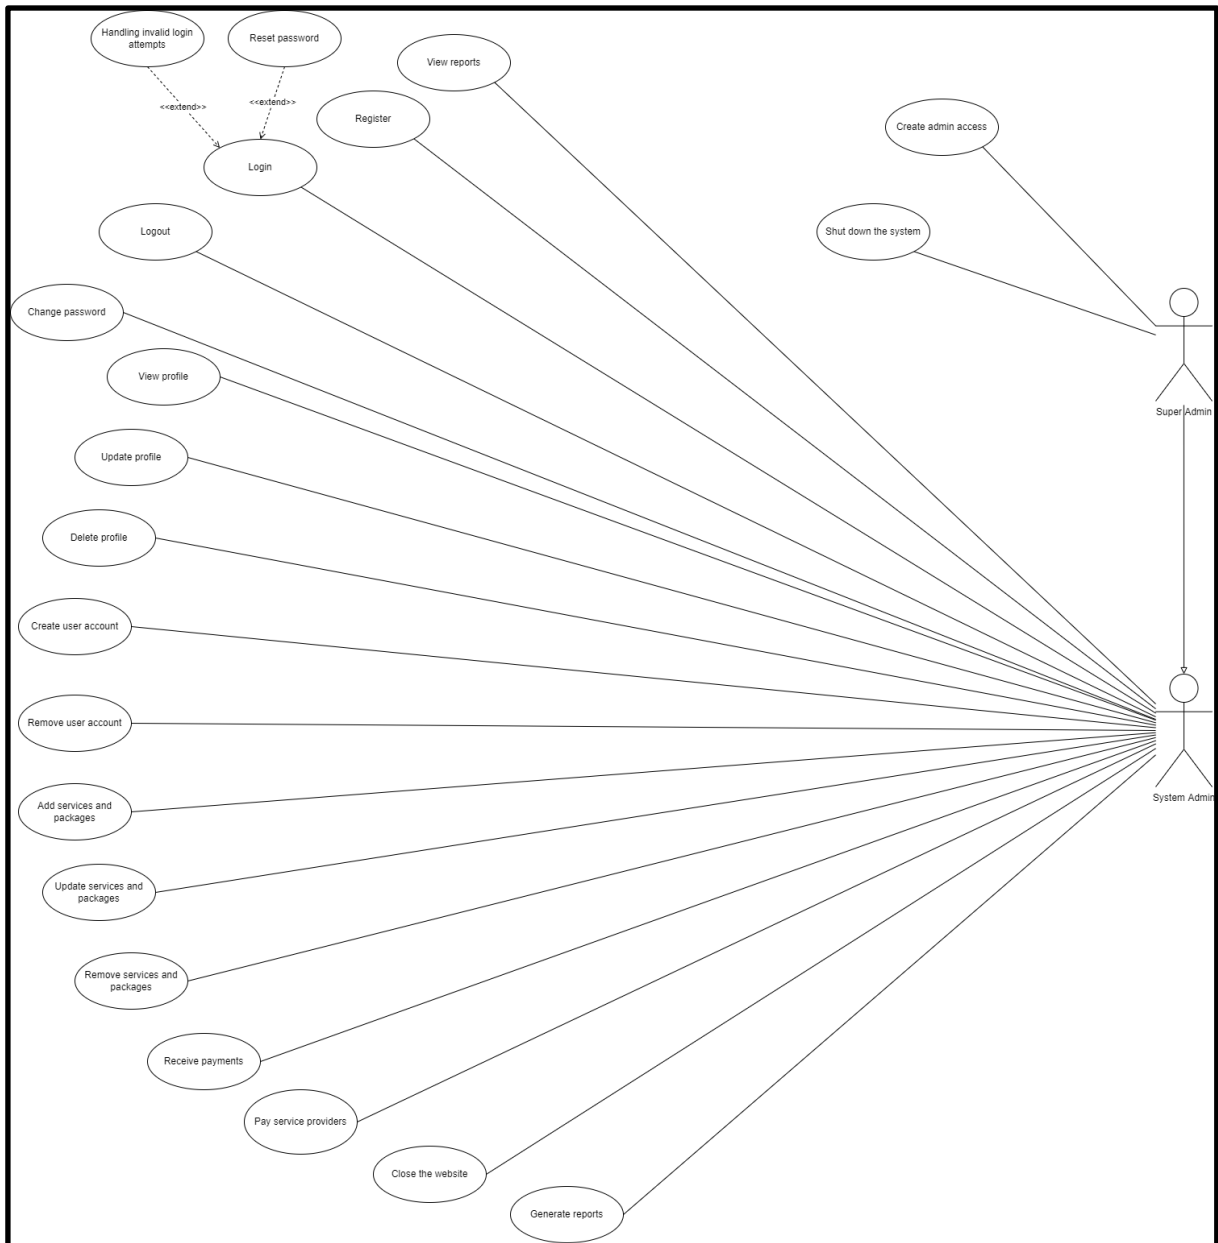 Handling invalid login
attempts
Reset password
View reports
<<extend>>
<<extend>>
Register
Create admin access
Login
Logout
Shut down the system
Change password
View profile
Super Admin
Update profile
Delete profile
Create user account
Remove user account
System Admin
Add services and
packages
Update services and
packages
Remove services and
packages
Receive payments
Pay service providers
Close the website
Generate reports